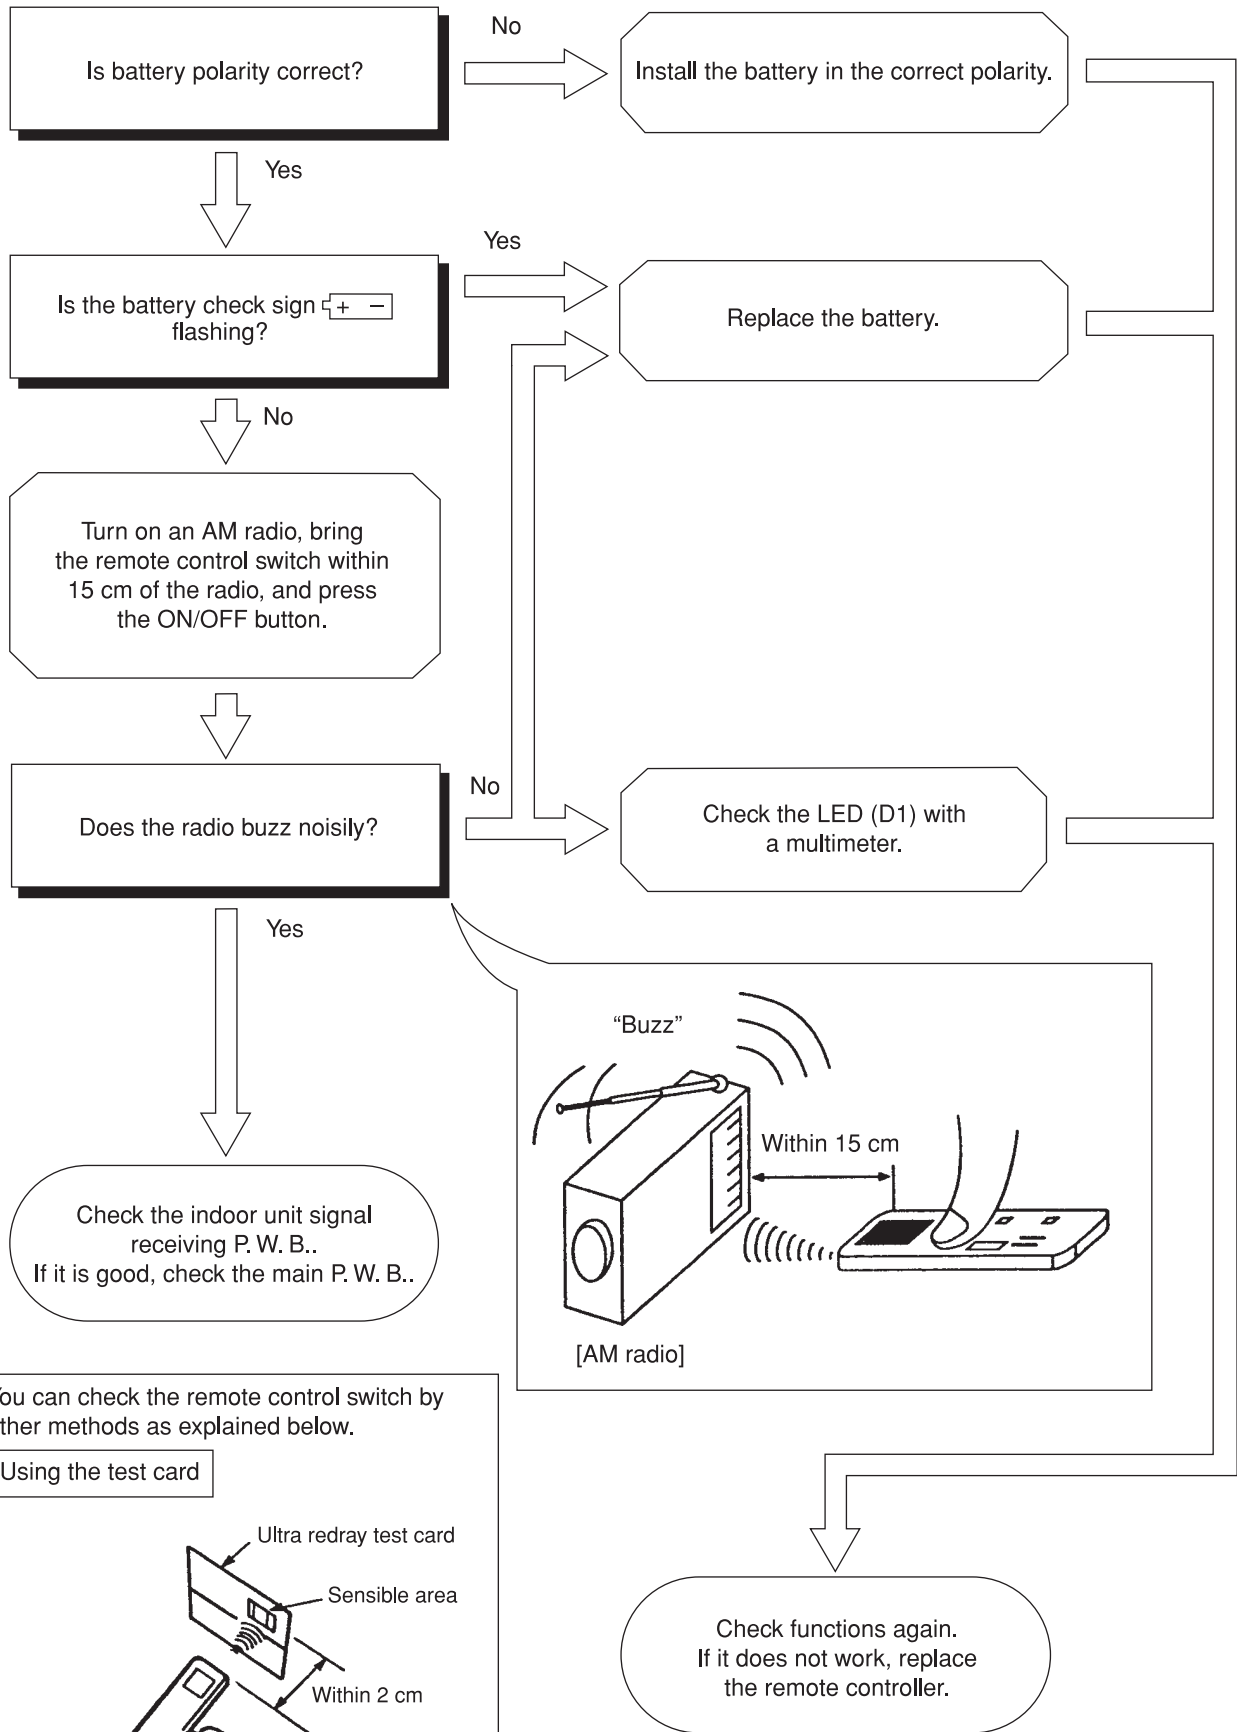 Is battery polarity correct?
No
Install the battery in the correct polarity.
Yes
Is the battery check sign + −
flashing?
Yes
Replace the battery.
No
Turn on an AM radio, bring
the remote control switch within
15 cm of the radio, and press
the ON/OFF button.
Does the radio buzz noisily?
No
Check the LED (D1) with
a multimeter.
Yes
"Buzz"
Within 15 cm
[AM radio]
Check the indoor unit signal
receiving P. W. B..
If it is good, check the main P. W. B..
You can check the remote control switch by
other methods as explained below.
Using the test card
Ultra redray test card
Sensible area
Within 2 cm
Check functions again.
If it does not work, replace
the remote controller.